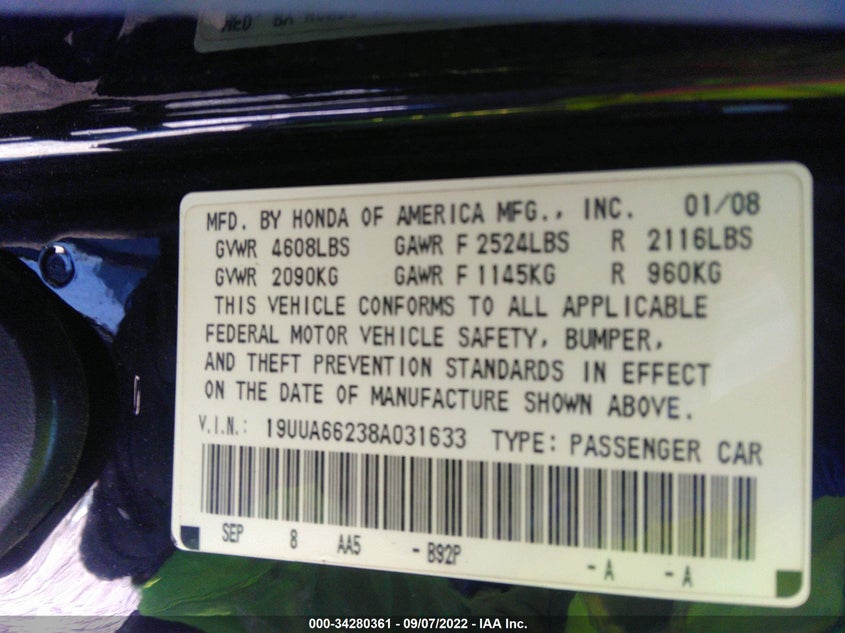 MFD. BY HONDA OF AMERICA MFG., INC. 01/08
GVWR 4608LBS GAWR F 2524LBS R 2116LBS
GVWR 2090KG GAWR F 1145KG R 960KG
THIS VEHICLE CONFORMS TO ALL APPLICABLE
FEDERAL MOTOR VEHICLE SAFETY, BUMPER,
AND THEFT PREVENTION STANDARDS IN EFFECT
ON THE DATE OF MANUFACTURE SHOWN ABOVE.
V.I.N.: 19UUA66238A031633 TYPE: PASSENGER CAR
SEP 8 AA5 - B92P - A - A
000-34280361 - 09/07/2022 - IAA Inc.